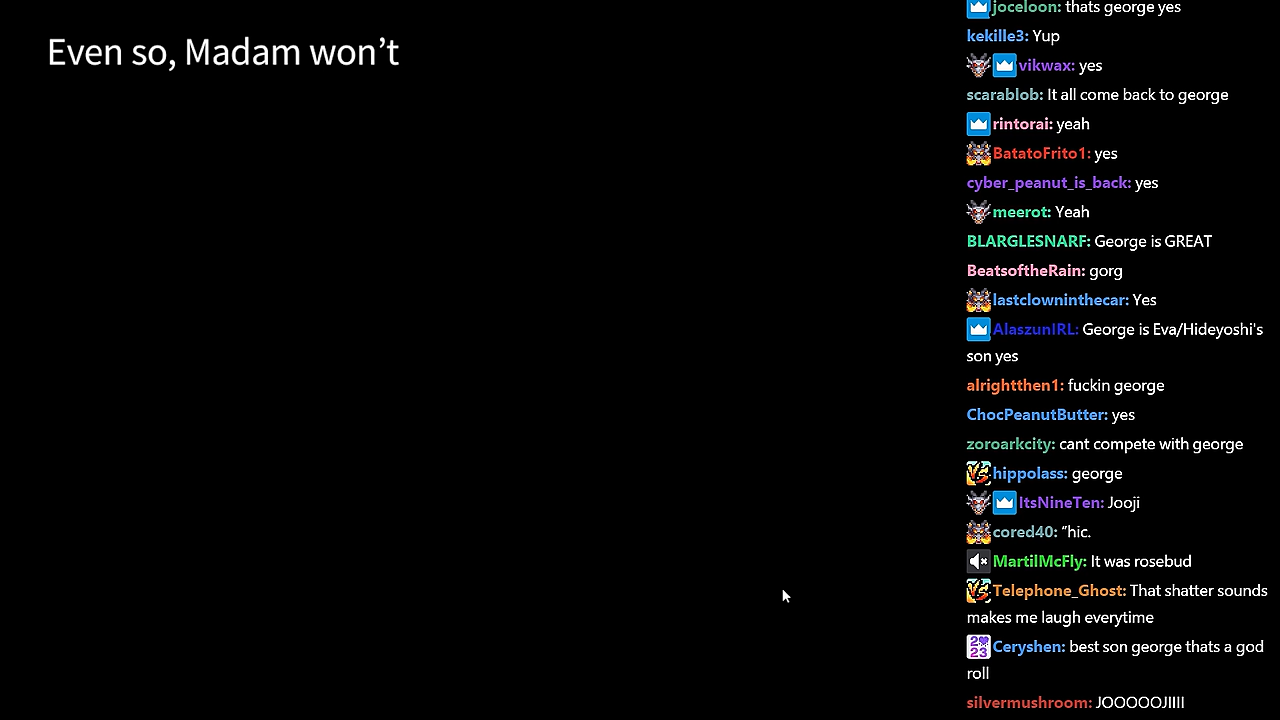 Even so, Madam won’t
joceloon: thats george yes
kekille3: Yup
vikwax: yes
scarablob: It all come back to george
rintorai: yeah
BatatoFrito1: yes
cyber_peanut_is_back: yes
meerot: Yeah
BLARGLESNARF: George is GREAT
BeatsoftheRain: gorg
lastclowninthecar: Yes
AlaszunIRL: George is Eva/Hideyoshi's
son yes
alrightthen1: fuckin george
ChocPeanutButter: yes
zoroarkcity: cant compete with george
hippolass: george
ItsNineTen: Jooji
cored40: ″hic.
MartilMcFly: It was rosebud
Telephone_Ghost: That shatter sounds
makes me laugh everytime
Ceryshen: best son george thats a god
roll
silvermushroom: JOOOOOJIIII